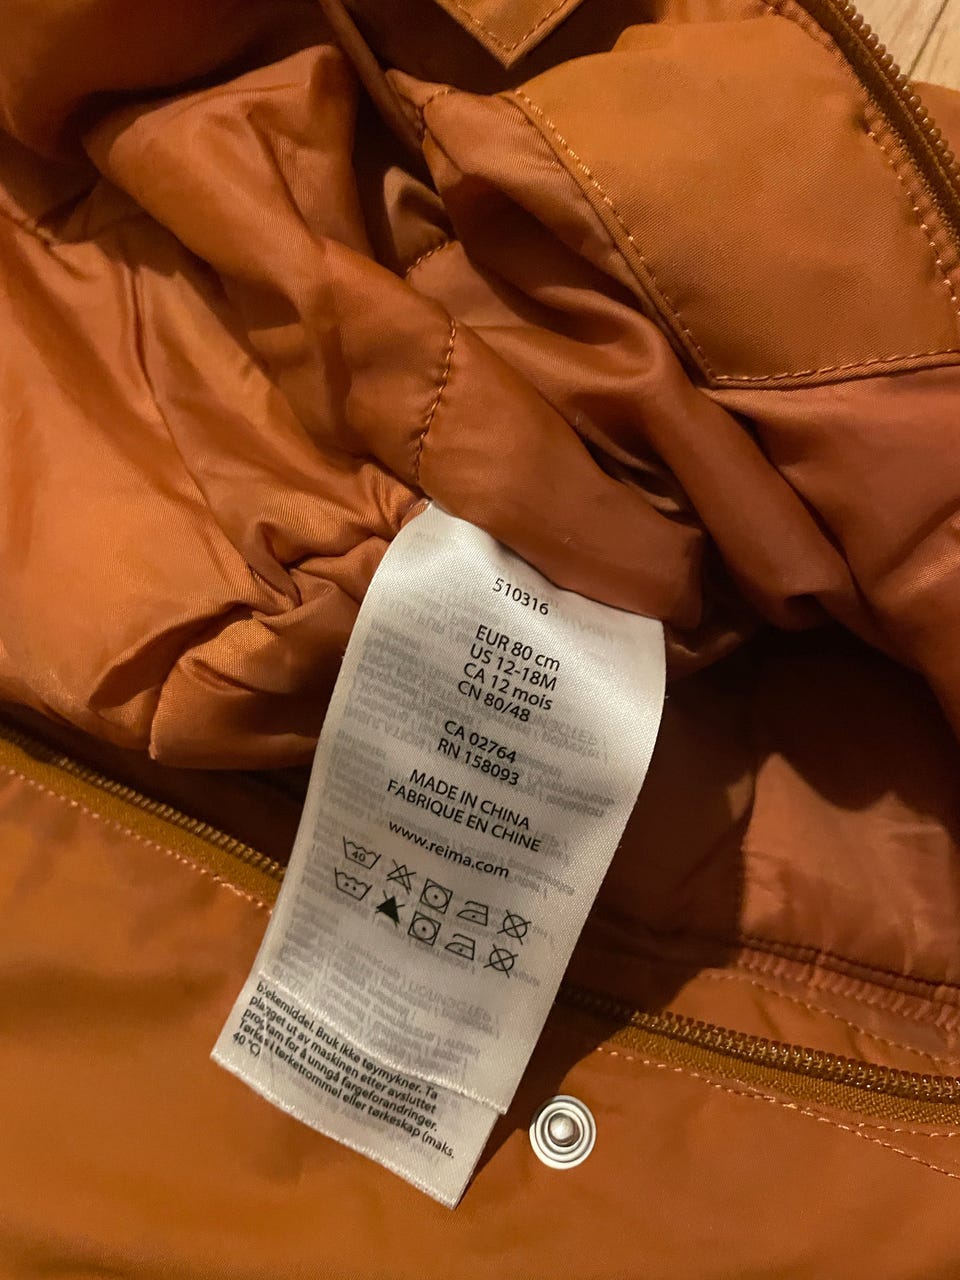 510316
EUR 80 cm
US 12-18M
CA 12 mois
CN 80/48
CA 02764
RN 158093
MADE IN CHINA
FABRIQUE EN CHINE
www.reima.com
40
blekemiddel. Bruk ikke tøymykner. Ta
plagget ut av maskinen etter avsluttet
program for å unngå fargeforandringer.
Tørkes i tørketrommel eller tørkeskap (maks.
40 °C)